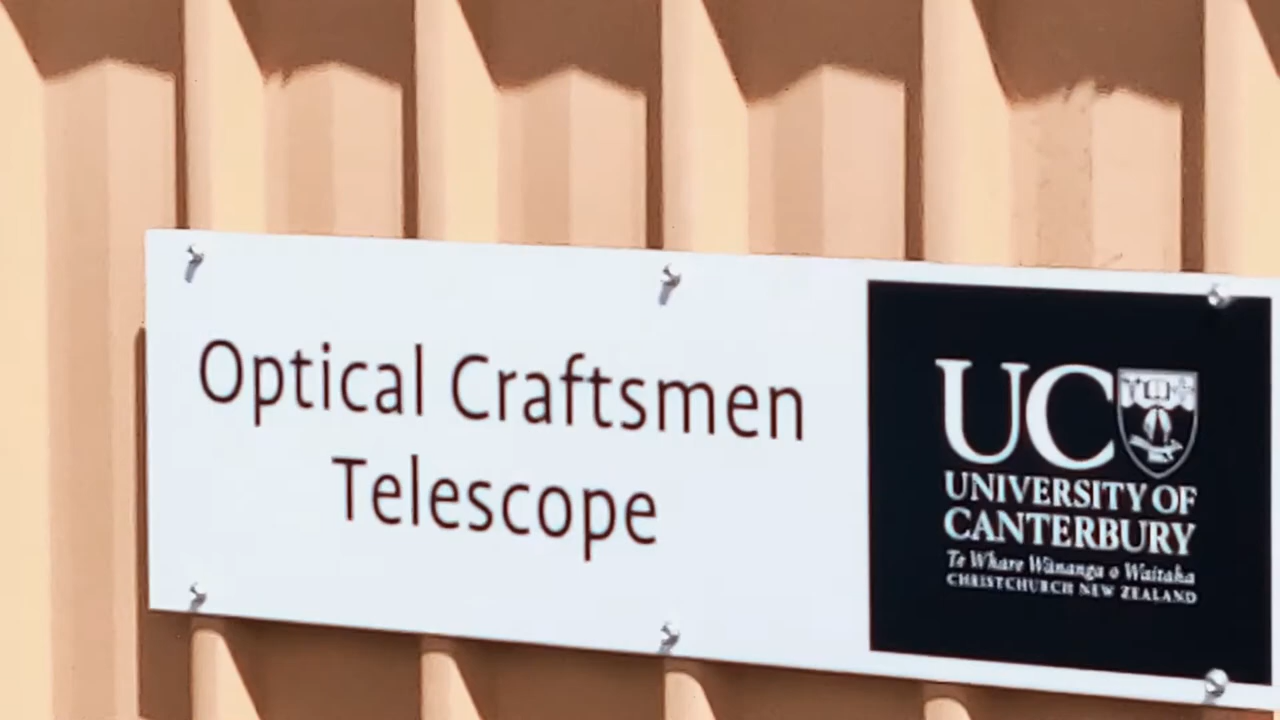 Optical Craftsmen
Telescope
UC
UNIVERSITY OF
CANTERBURY
Te Whare Wānanga o Waitaha
CHRISTCHURCH NEW ZEALAND